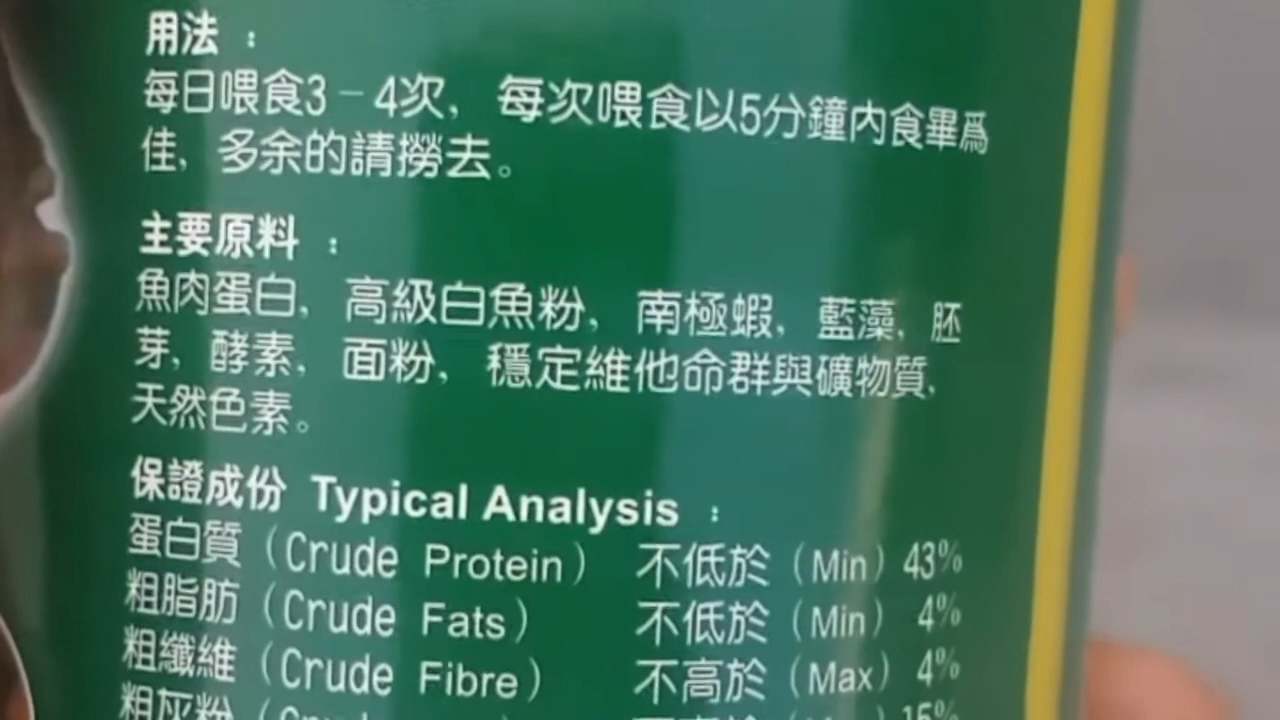 用法：
每日喂食3－4次，每次喂食以5分鐘內食畢爲
佳，多余的請撈去。
主要原料：
魚肉蛋白，高級白魚粉，南極蝦，藍藻，胚
芽，酵素，面粉，穩定維他命群與礦物質，
天然色素。
保證成份 Typical Analysis：
蛋白質（Crude Protein） 不低於（Min）43%
粗脂肪（Crude Fats） 不低於（Min）4%
粗纖維（Crude Fibre） 不高於（Max）4%
粗灰粉 15%